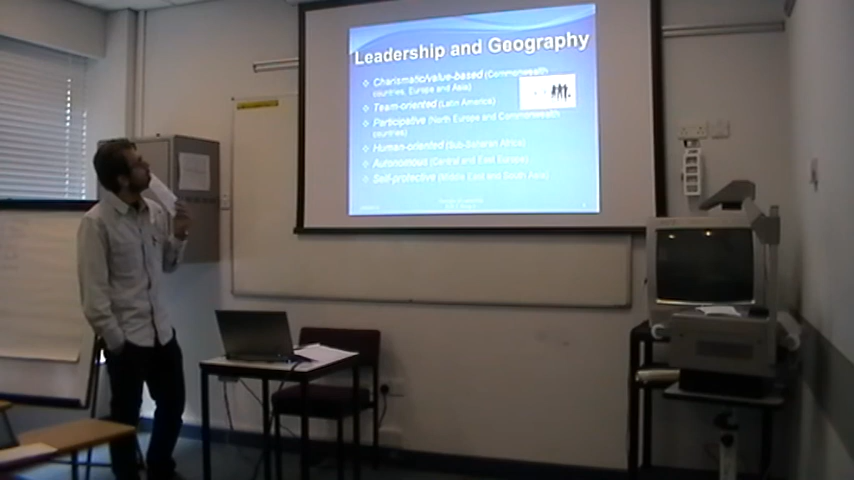 Leadership and Geography
Charismatic/value-based (Commonwealth
countries, Europe and Asia)
Team-oriented (Latin America)
Participative (North Europe and Commonwealth
countries)
Human-oriented (Sub-Saharan Africa)
Autonomous (Central and East Europe)
Self-protective (Middle East and South Asia)